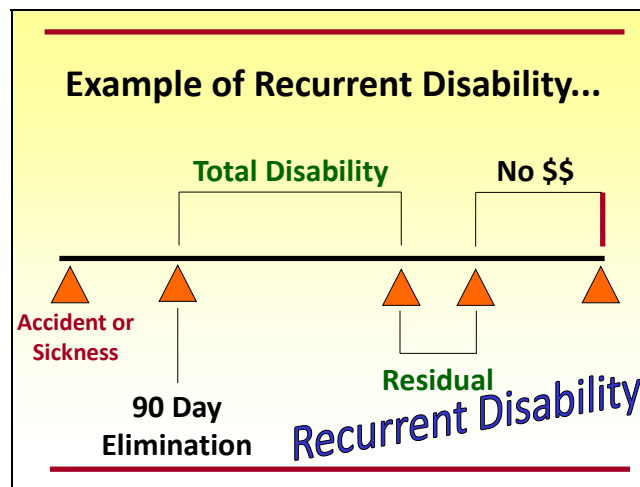 Example of Recurrent Disability...
Total Disability
No $$
Accident or
Sickness
Residual
90 Day
Elimination
Recurrent Disability